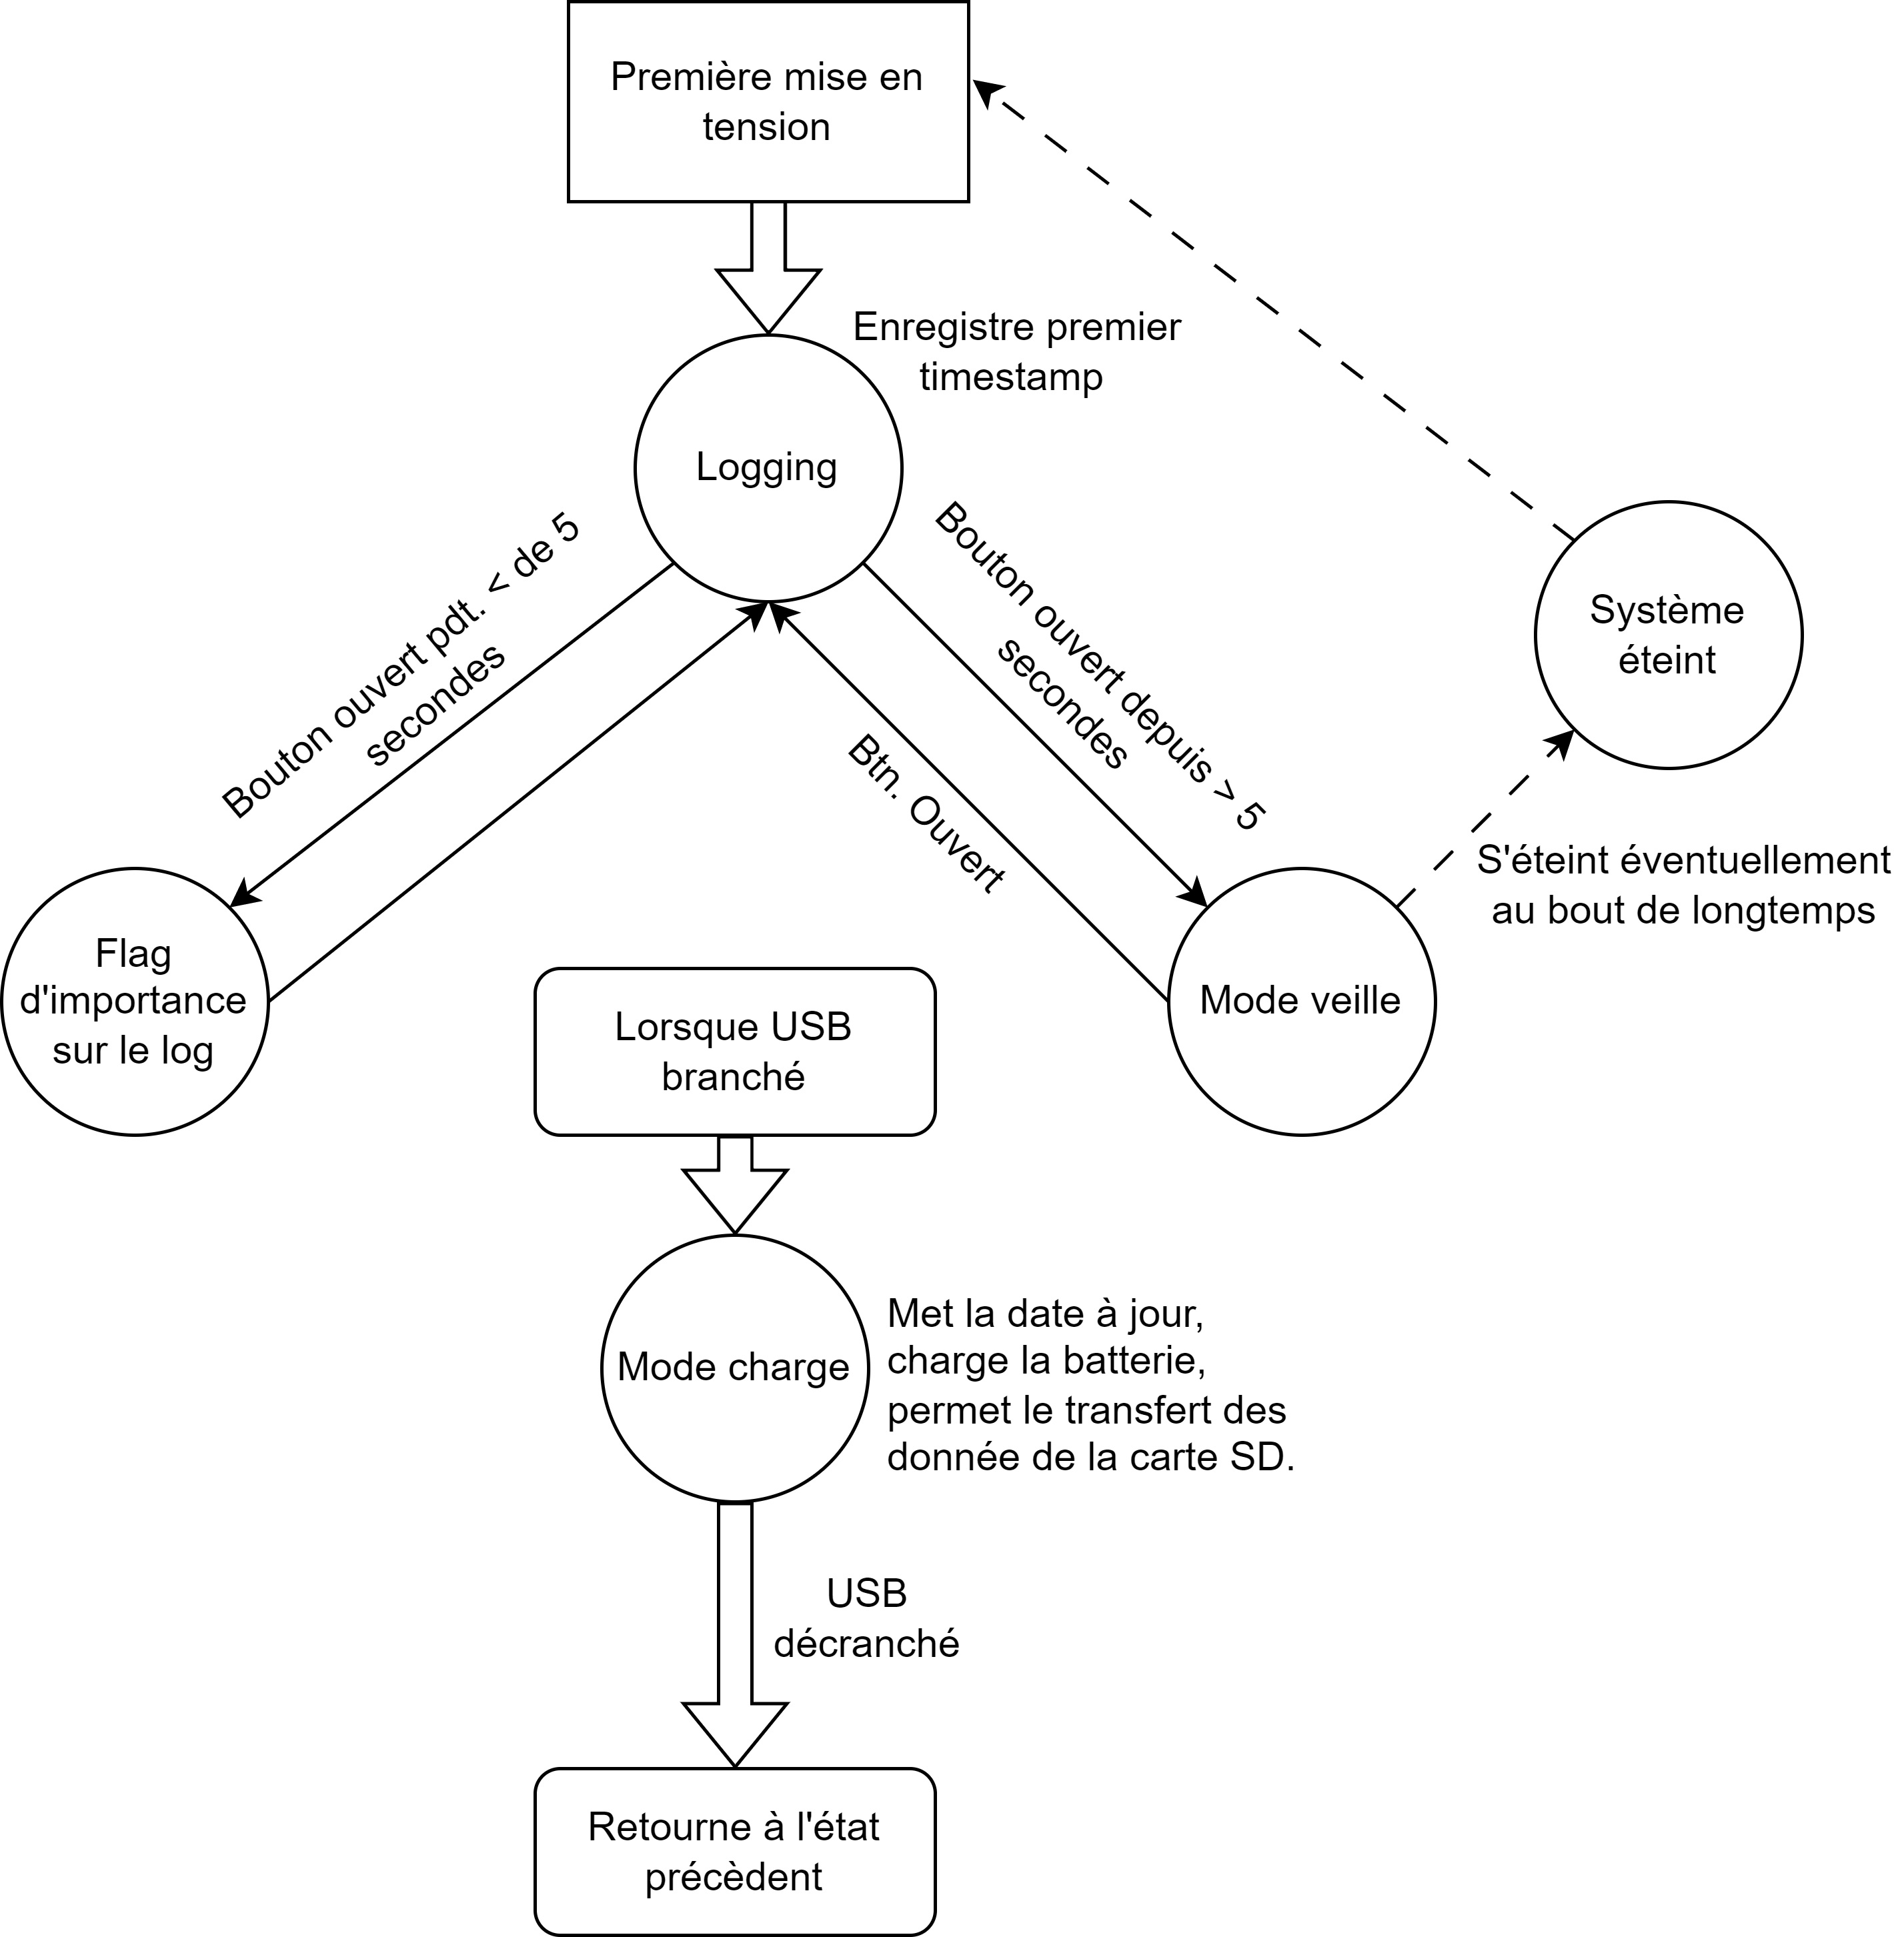 Première mise en
tension
Enregistre premier
timestamp
Logging
Bouton ouvert pdt. < de 5
secondes
Bouton ouvert depuis > 5
secondes
Btn. Ouvert
Système
éteint
S'éteint éventuellement
au bout de longtemps
Flag
d'importance
sur le log
Mode veille
Lorsque USB
branché
Mode charge
Met la date à jour,
charge la batterie,
permet le transfert des
donnée de la carte SD.
USB
décranché
Retourne à l'état
précèdent